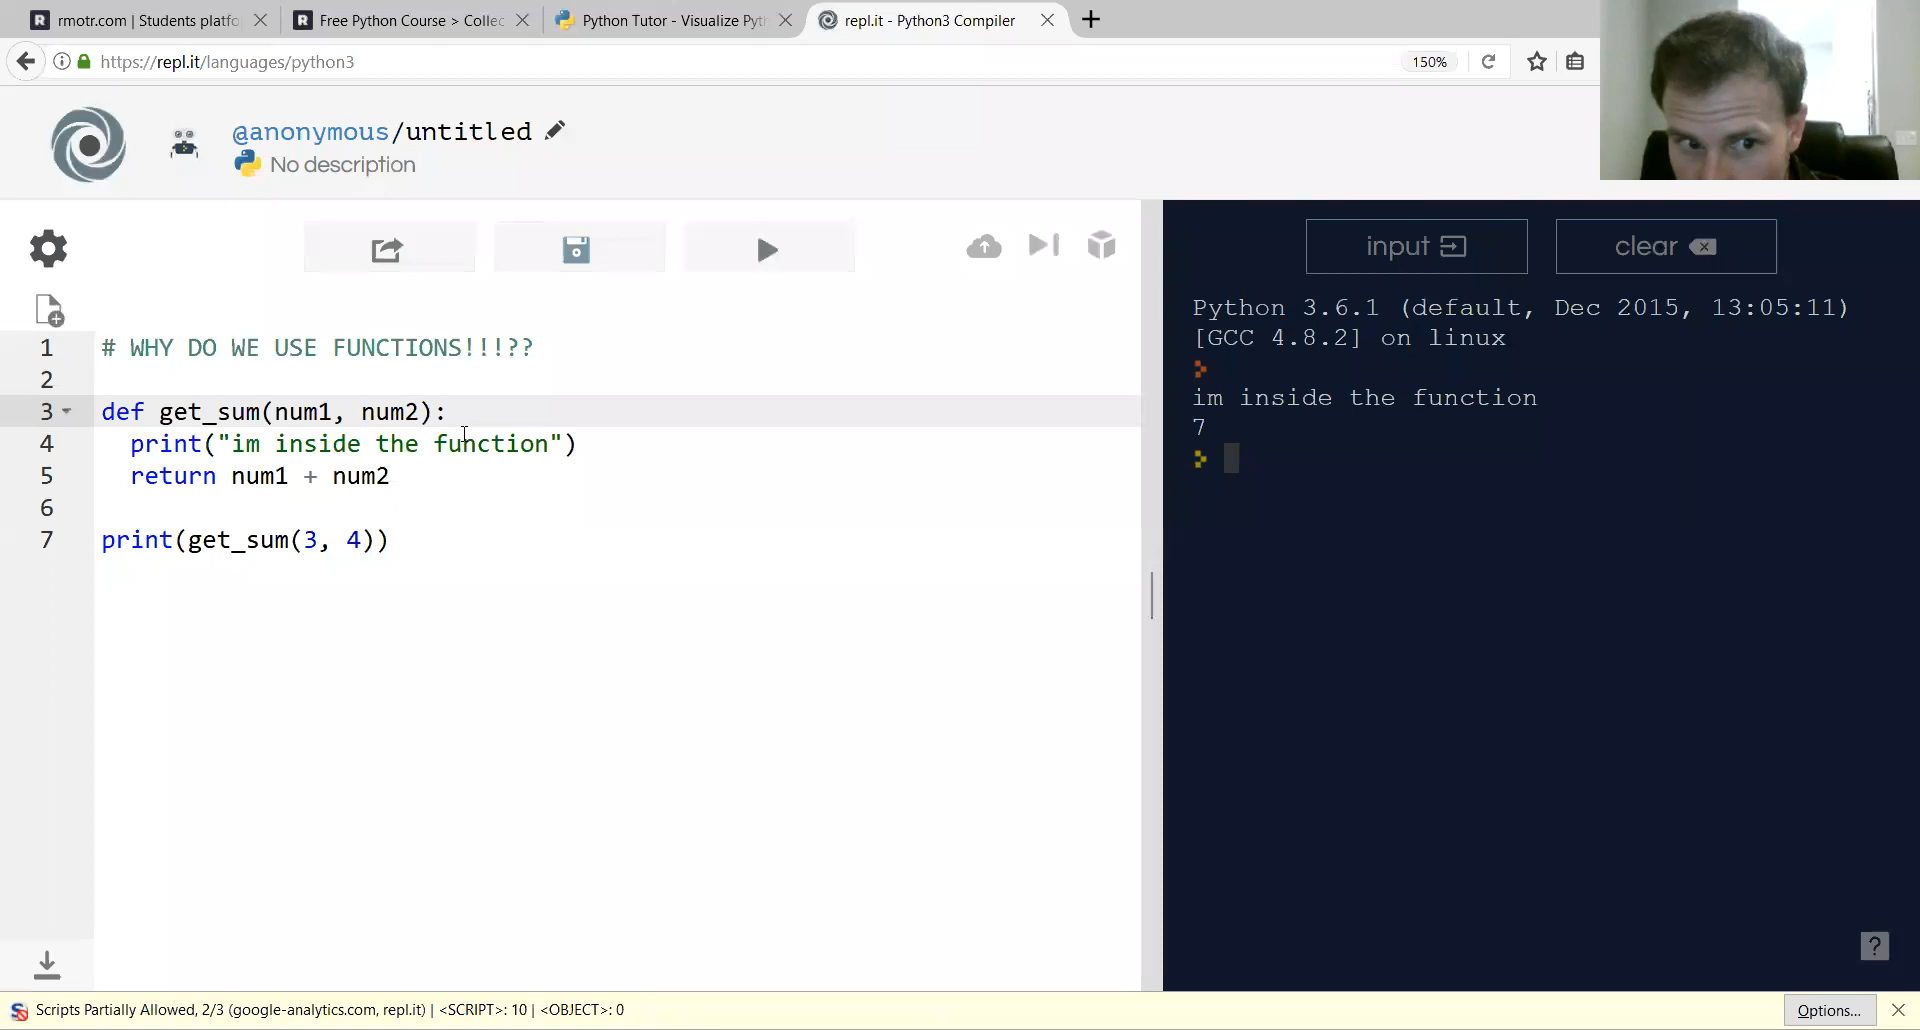 rmotr.com | Students platfo
Free Python Course > Collec
Python Tutor - Visualize Pyt
repl.it - Python3 Compiler
https://repl.it/languages/python3
150%
@anonymous/untitled
No description
input
clear
1 # WHY DO WE USE FUNCTIONS!!!??
2
3 def get_sum(num1, num2):
4 print("im inside the function")
5 return num1 + num2
6
7 print(get_sum(3, 4))
Python 3.6.1 (default, Dec 2015, 13:05:11)
[GCC 4.8.2] on linux
im inside the function
7
?
Scripts Partially Allowed, 2/3 (google-analytics.com, repl.it) | <SCRIPT>: 10 | <OBJECT>: 0
Options...